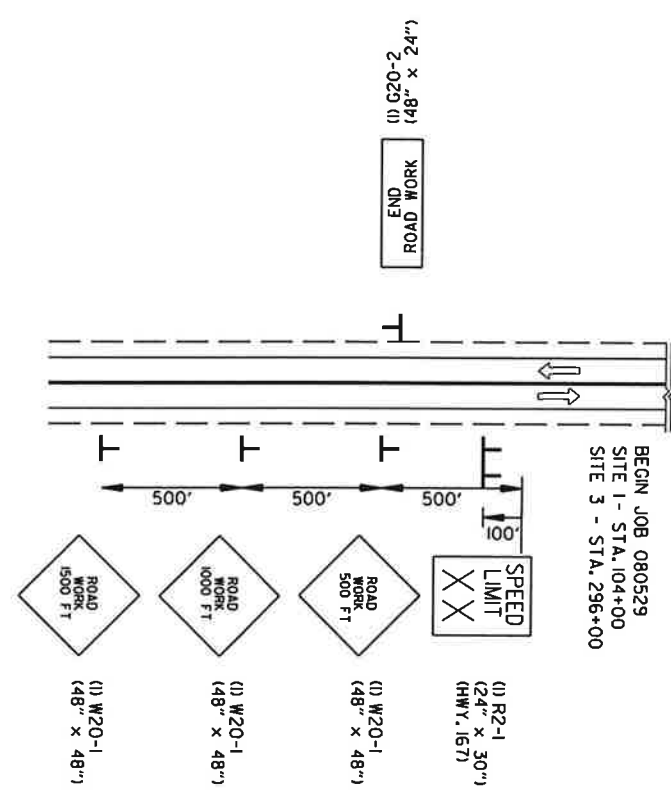 (1) G20-2
(48" x 24")
END
ROAD WORK
BEGIN JOB 080529
SITE 1 - STA. 104+00
SITE 3 - STA. 296+00
500'
500'
500'
100'
ROAD
WORK
1500 FT
ROAD
WORK
1000 FT
ROAD
WORK
500 FT
SPEED
LIMIT
XX
(1) W20-1
(48" x 48")
(1) W20-1
(48" x 48")
(1) W20-1
(48" x 48")
(1) R2-1
(24" x 30")
(HWY. 167)